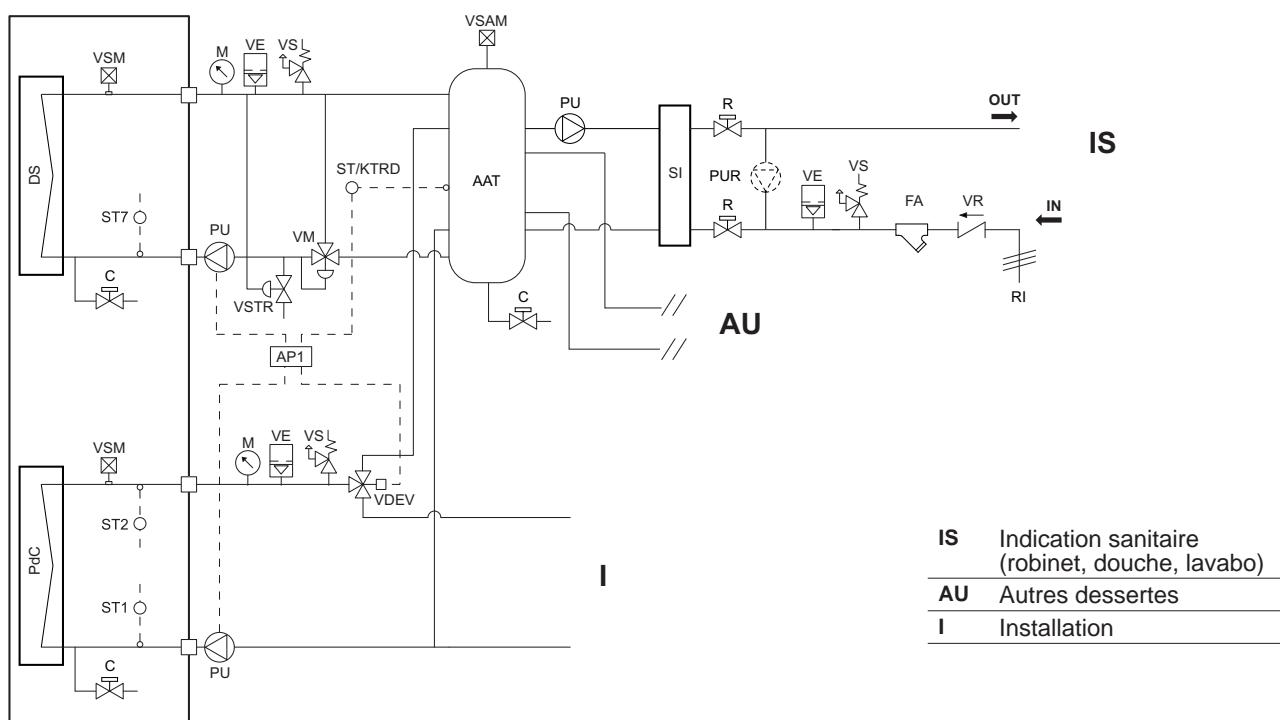 VSAM
VSM
M
VE
VS
PU
R
OUT
IS
DS
ST/KTRD
AAT
SI
PUR
VE
VS
FA
VR
IN
ST7
PU
VM
R
C
VSTR
C
AU
RI
AP1
VSM
M
VE
VS
VDEV
ST2
PdC
I
ST1
C
PU
IS Indication sanitaire
(robinet, douche, lavabo)
AU Autres dessertes
I Installation